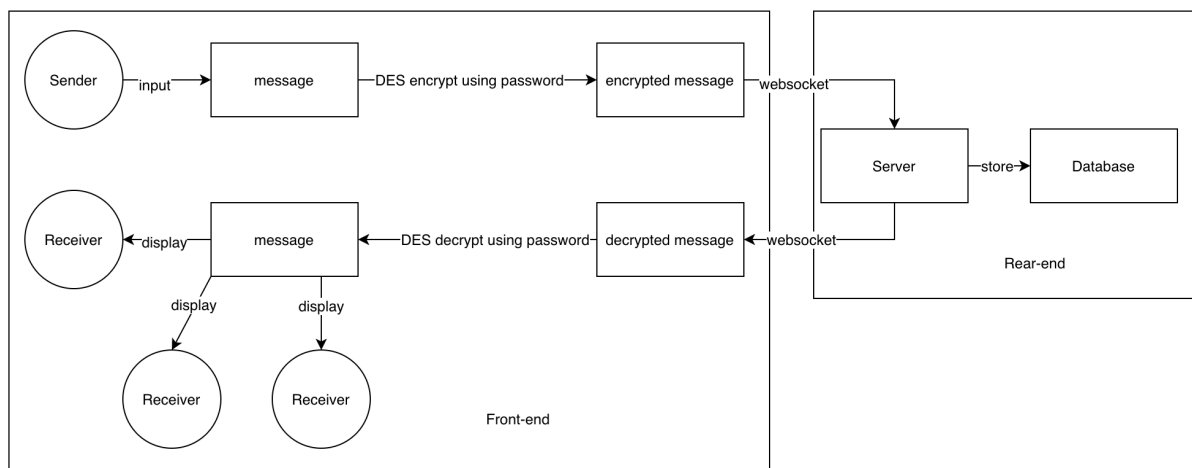 Sender
input
message
DES encrypt using password
encrypted message
websocket
Server
store
Database
Receiver
display
message
DES decrypt using password
decrypted message
websocket
Rear-end
display
display
Receiver
Receiver
Front-end